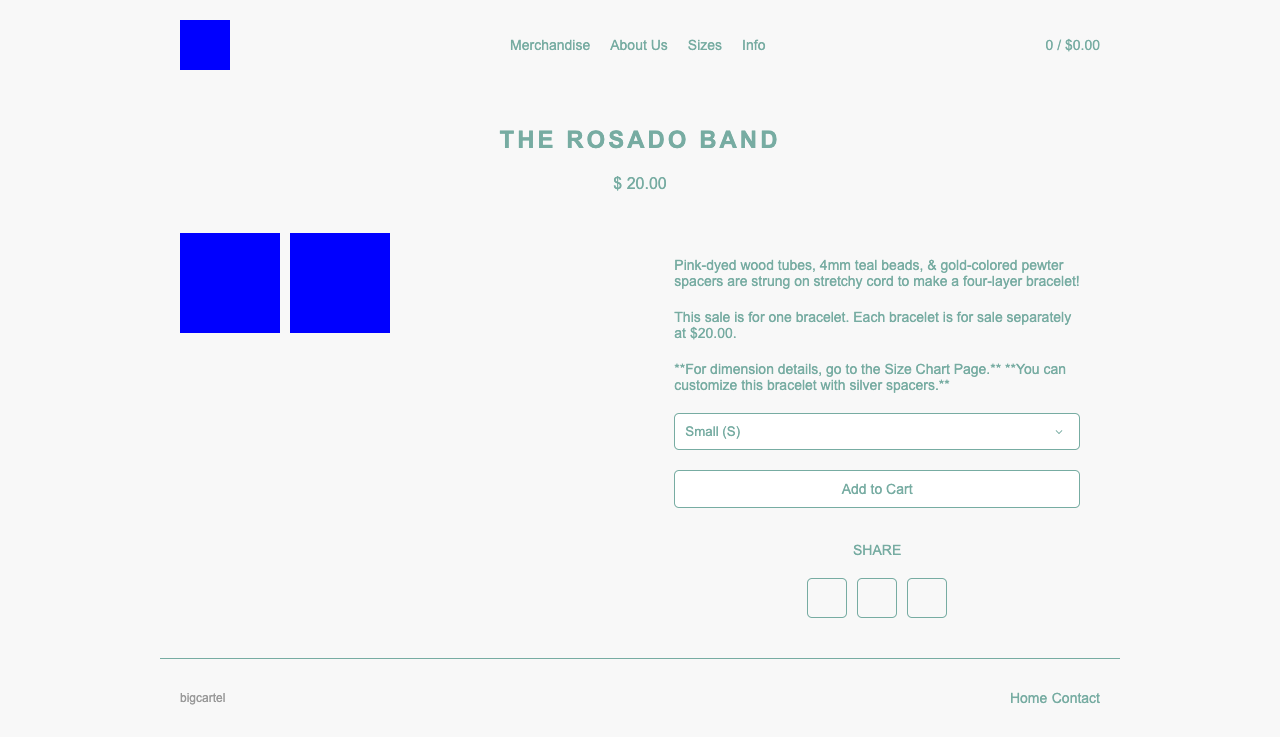 Merchandise About Us Sizes Info 0 / $0.00
THE ROSADO BAND
$ 20.00
Pink-dyed wood tubes, 4mm teal beads, & gold-colored pewter
spacers are strung on stretchy cord to make a four-layer bracelet!
This sale is for one bracelet. Each bracelet is for sale separately
at $20.00.
**For dimension details, go to the Size Chart Page.** **You can
customize this bracelet with silver spacers.**
Small (S)
Add to Cart
SHARE
bigcartel Home Contact